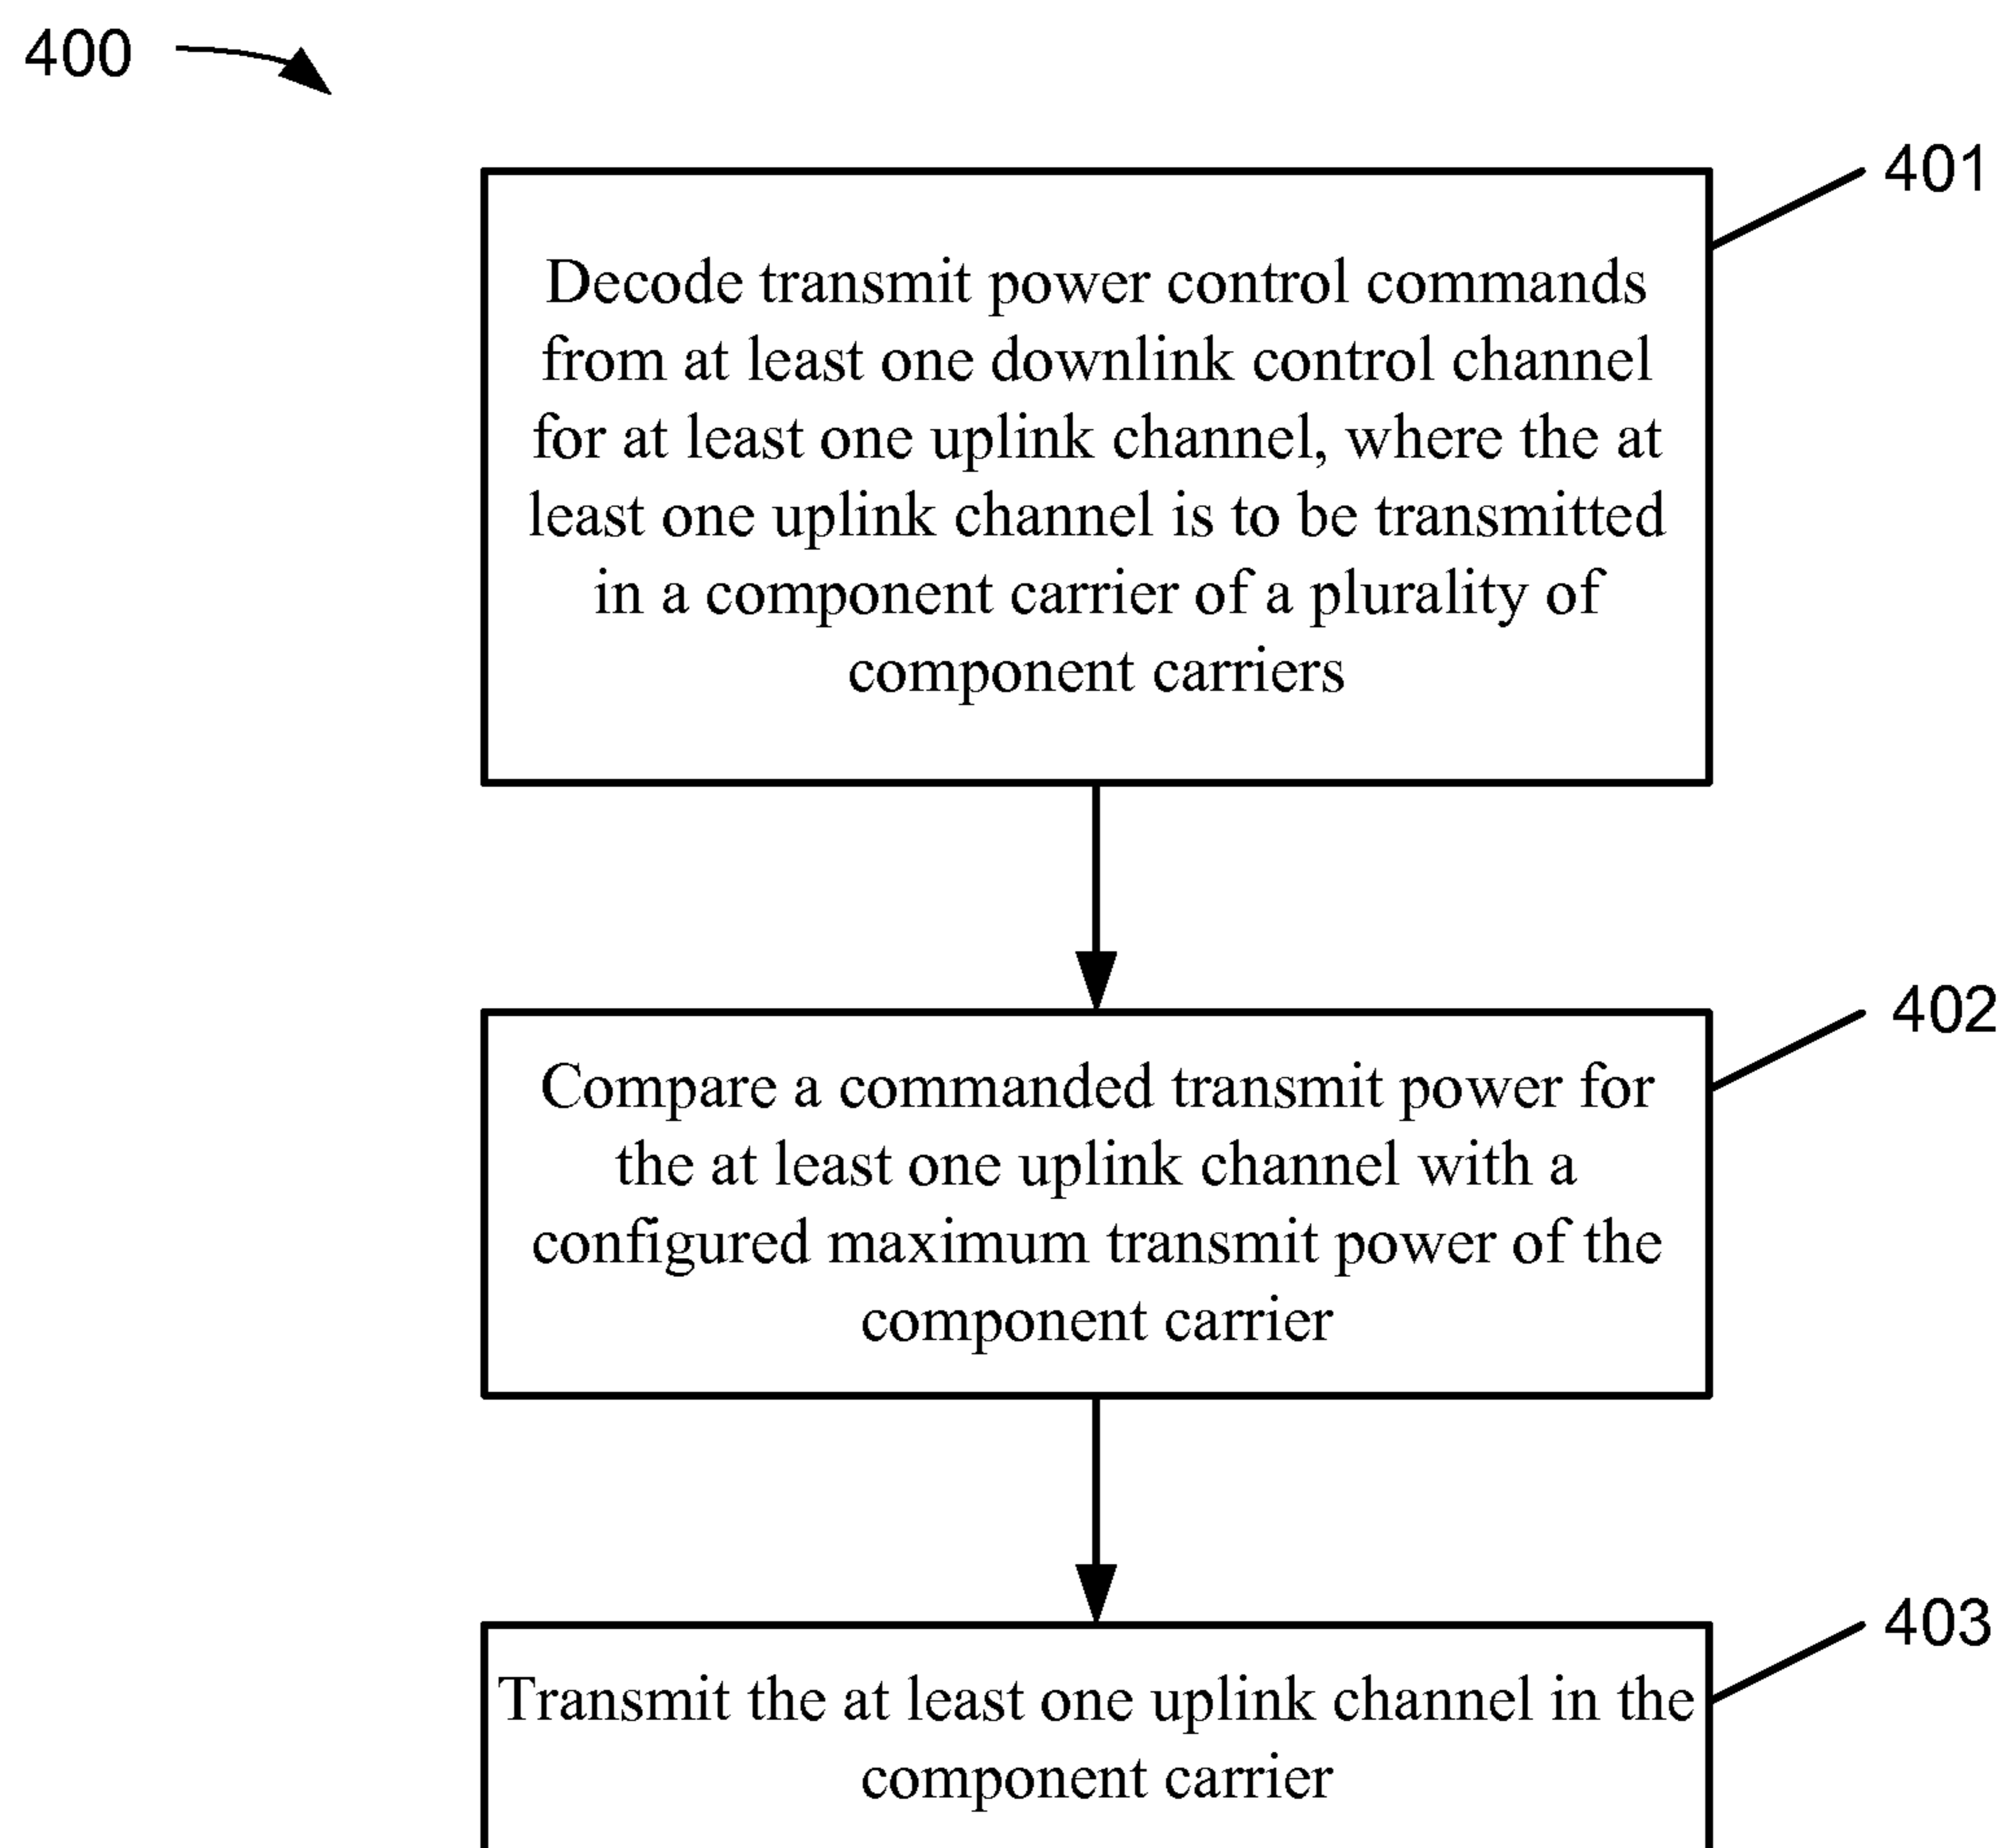 400
401
Decode transmit power control commands
from at least one downlink control channel
for at least one uplink channel, where the at
least one uplink channel is to be transmitted
in a component carrier of a plurality of
component carriers
402
Compare a commanded transmit power for
the at least one uplink channel with a
configured maximum transmit power of the
component carrier
403
Transmit the at least one uplink channel in the
component carrier